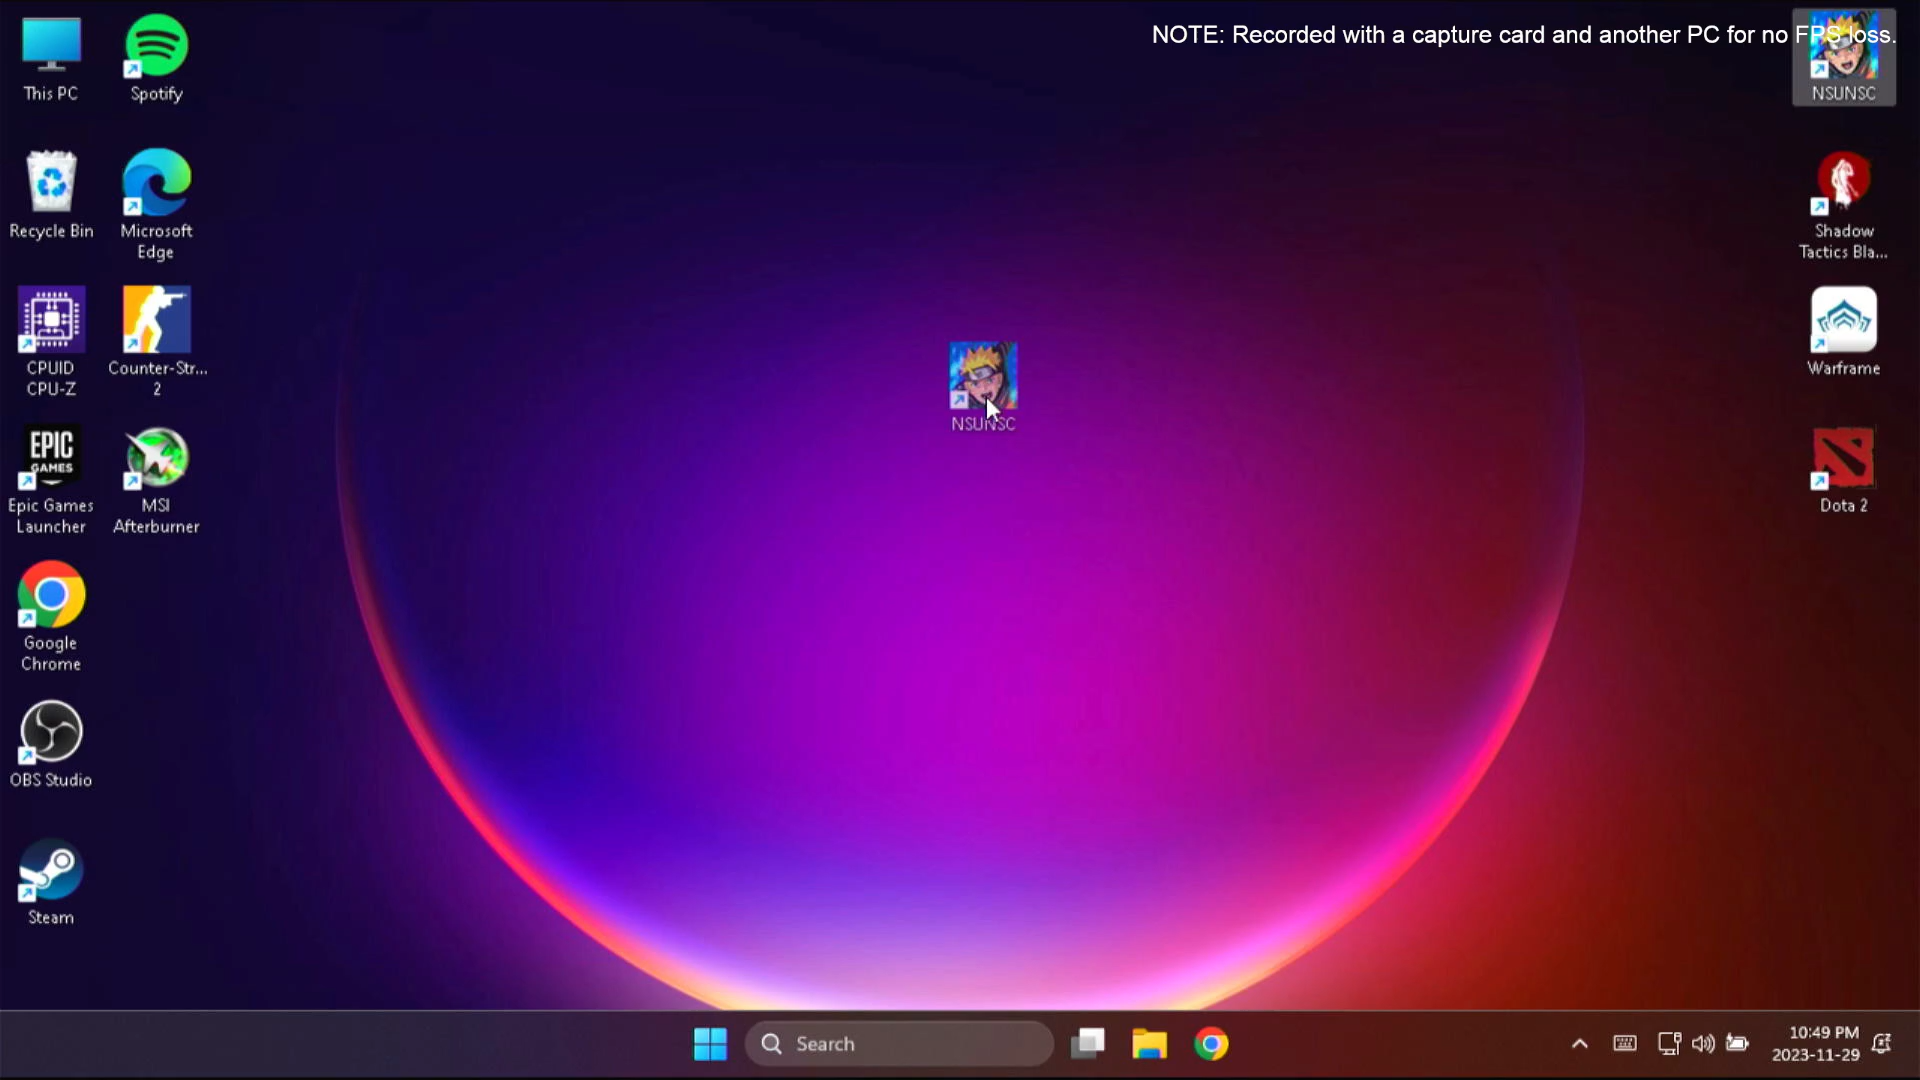 NOTE: Recorded with a capture card and another PC for no FPS loss.
This PC
Spotify
NSUNSC
Recycle Bin
Microsoft
Edge
Shadow
Tactics Bla...
CPUID
CPU-Z
Counter-Str...
2
NSUNSC
Warframe
EPIC
GAMES
Epic Games
Launcher
MSI
Afterburner
Dota 2
Google
Chrome
OBS Studio
Steam
Search
10:49 PM
2023-11-29